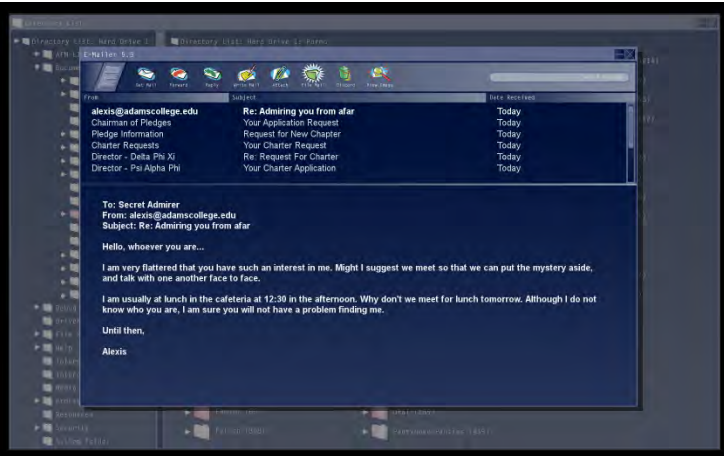 Directory List: Hard Drive
Directory List: Hard Drive
E-Mailer 5.3
Get Mail Forward Reply Write Mail Attach File Mail
From Subject Date Received
alexis@adamscollege.edu Re: Admiring you from afar Today
Chairman of Pledges Your Application Request Today
Pledge Information Request for New Chapter Today
Charter Requests Your Charter Request Today
Director - Delta Phi Xi Re: Request For Charter Today
Director - Psi Alpha Phi Your Charter Application Today
To: Secret Admirer
From: alexis@adamscollege.edu
Subject: Re: Admiring you from afar
Hello, whoever you are...
I am very flattered that you have such an interest in me. Might I suggest we meet so that we can put the mystery aside,
and talk with one another face to face.
I am usually at lunch in the cafeteria at 12:30 in the afternoon. Why don't we meet for lunch tomorrow. Although I do not
know who you are, I am sure you will not have a problem finding me.
Until then,
Alexis
Help
Security
System Folder